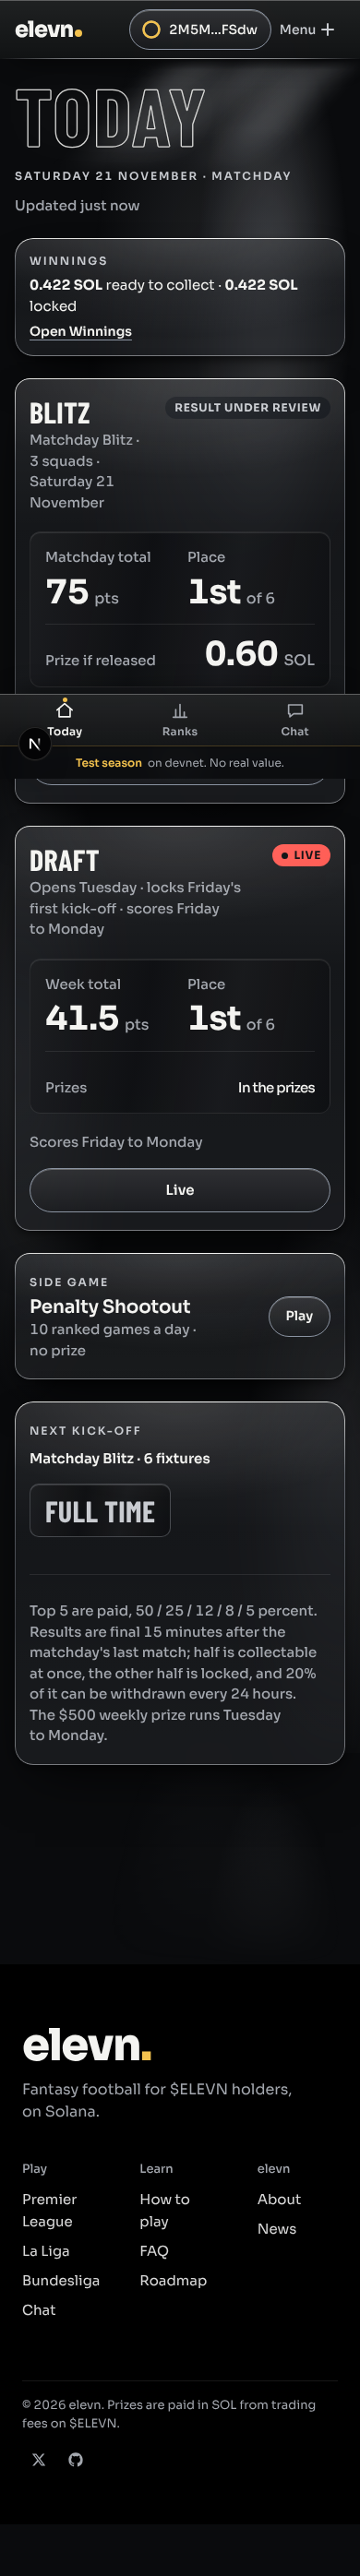 elevn.
2M5M...FSdw
Menu
TODAY
SATURDAY 21 NOVEMBER · MATCHDAY
Updated just now
WINNINGS
0.422 SOL ready to collect · 0.422 SOL
locked
Open Winnings
BLITZ
RESULT UNDER REVIEW
Matchday Blitz ·
3 squads ·
Saturday 21
November
Matchday total
Place
75 pts
1st of 6
Prize if released
0.60 SOL
Today
Ranks
Chat
N
Test season on devnet. No real value.
DRAFT
LIVE
Opens Tuesday · locks Friday's
first kick-off · scores Friday
to Monday
Week total
Place
41.5 pts
1st of 6
Prizes
In the prizes
Scores Friday to Monday
Live
SIDE GAME
Penalty Shootout
10 ranked games a day ·
no prize
Play
NEXT KICK-OFF
Matchday Blitz · 6 fixtures
FULL TIME
Top 5 are paid, 50 / 25 / 12 / 8 / 5 percent.
Results are final 15 minutes after the
matchday's last match; half is collectable
at once, the other half is locked, and 20%
of it can be withdrawn every 24 hours.
The $500 weekly prize runs Tuesday
to Monday.
elevn.
Fantasy football for $ELEVN holders,
on Solana.
Play
Premier
League
La Liga
Bundesliga
Chat
Learn
How to
play
FAQ
Roadmap
elevn
About
News
© 2026 elevn. Prizes are paid in SOL from trading
fees on $ELEVN.